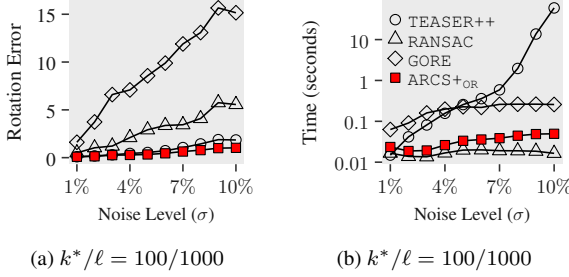 Rotation Error
15
10
5
0
1% 4% 7% 10%
Noise Level (σ)
(a) k*/ℓ = 100/1000
Time (seconds)
10
1
0.1
0.01
TEASER++
RANSAC
GORE
ARCS+OR
1% 4% 7% 10%
Noise Level (σ)
(b) k*/ℓ = 100/1000